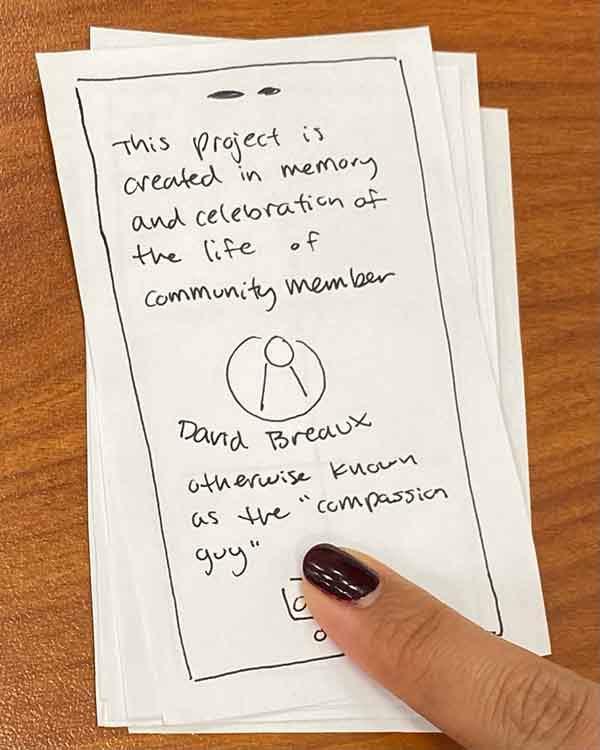 This project is
created in memory
and celebration of
the life of
community member
David Breaux
otherwise known
as the "compassion
guy"